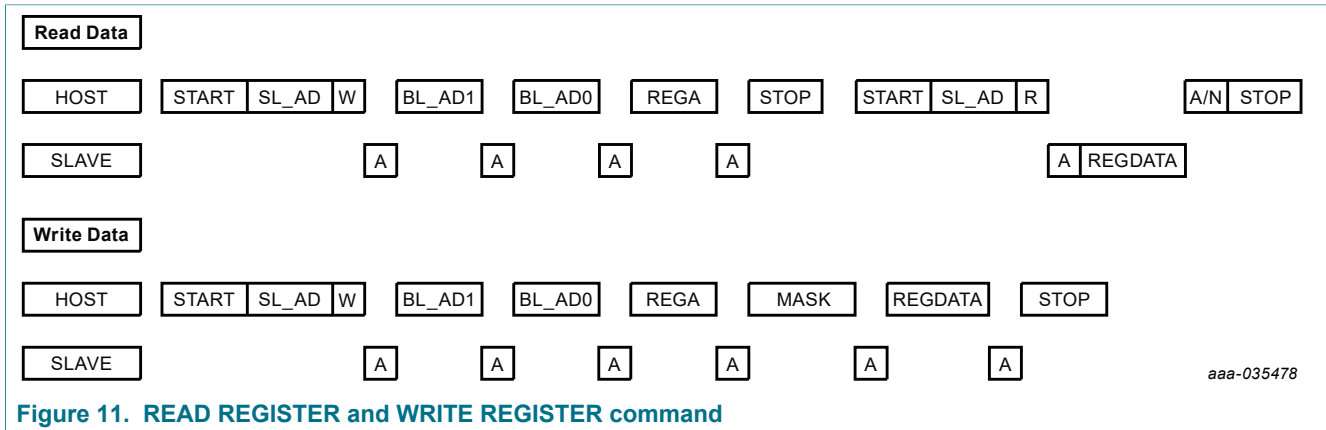 Read Data
HOST START SL_AD W BL_AD1 BL_AD0 REGA STOP START SL_AD R A/N STOP
SLAVE A A A A A REGDATA
Write Data
HOST START SL_AD W BL_AD1 BL_AD0 REGA MASK REGDATA STOP
SLAVE A A A A A A
aaa-035478
Figure 11. READ REGISTER and WRITE REGISTER command